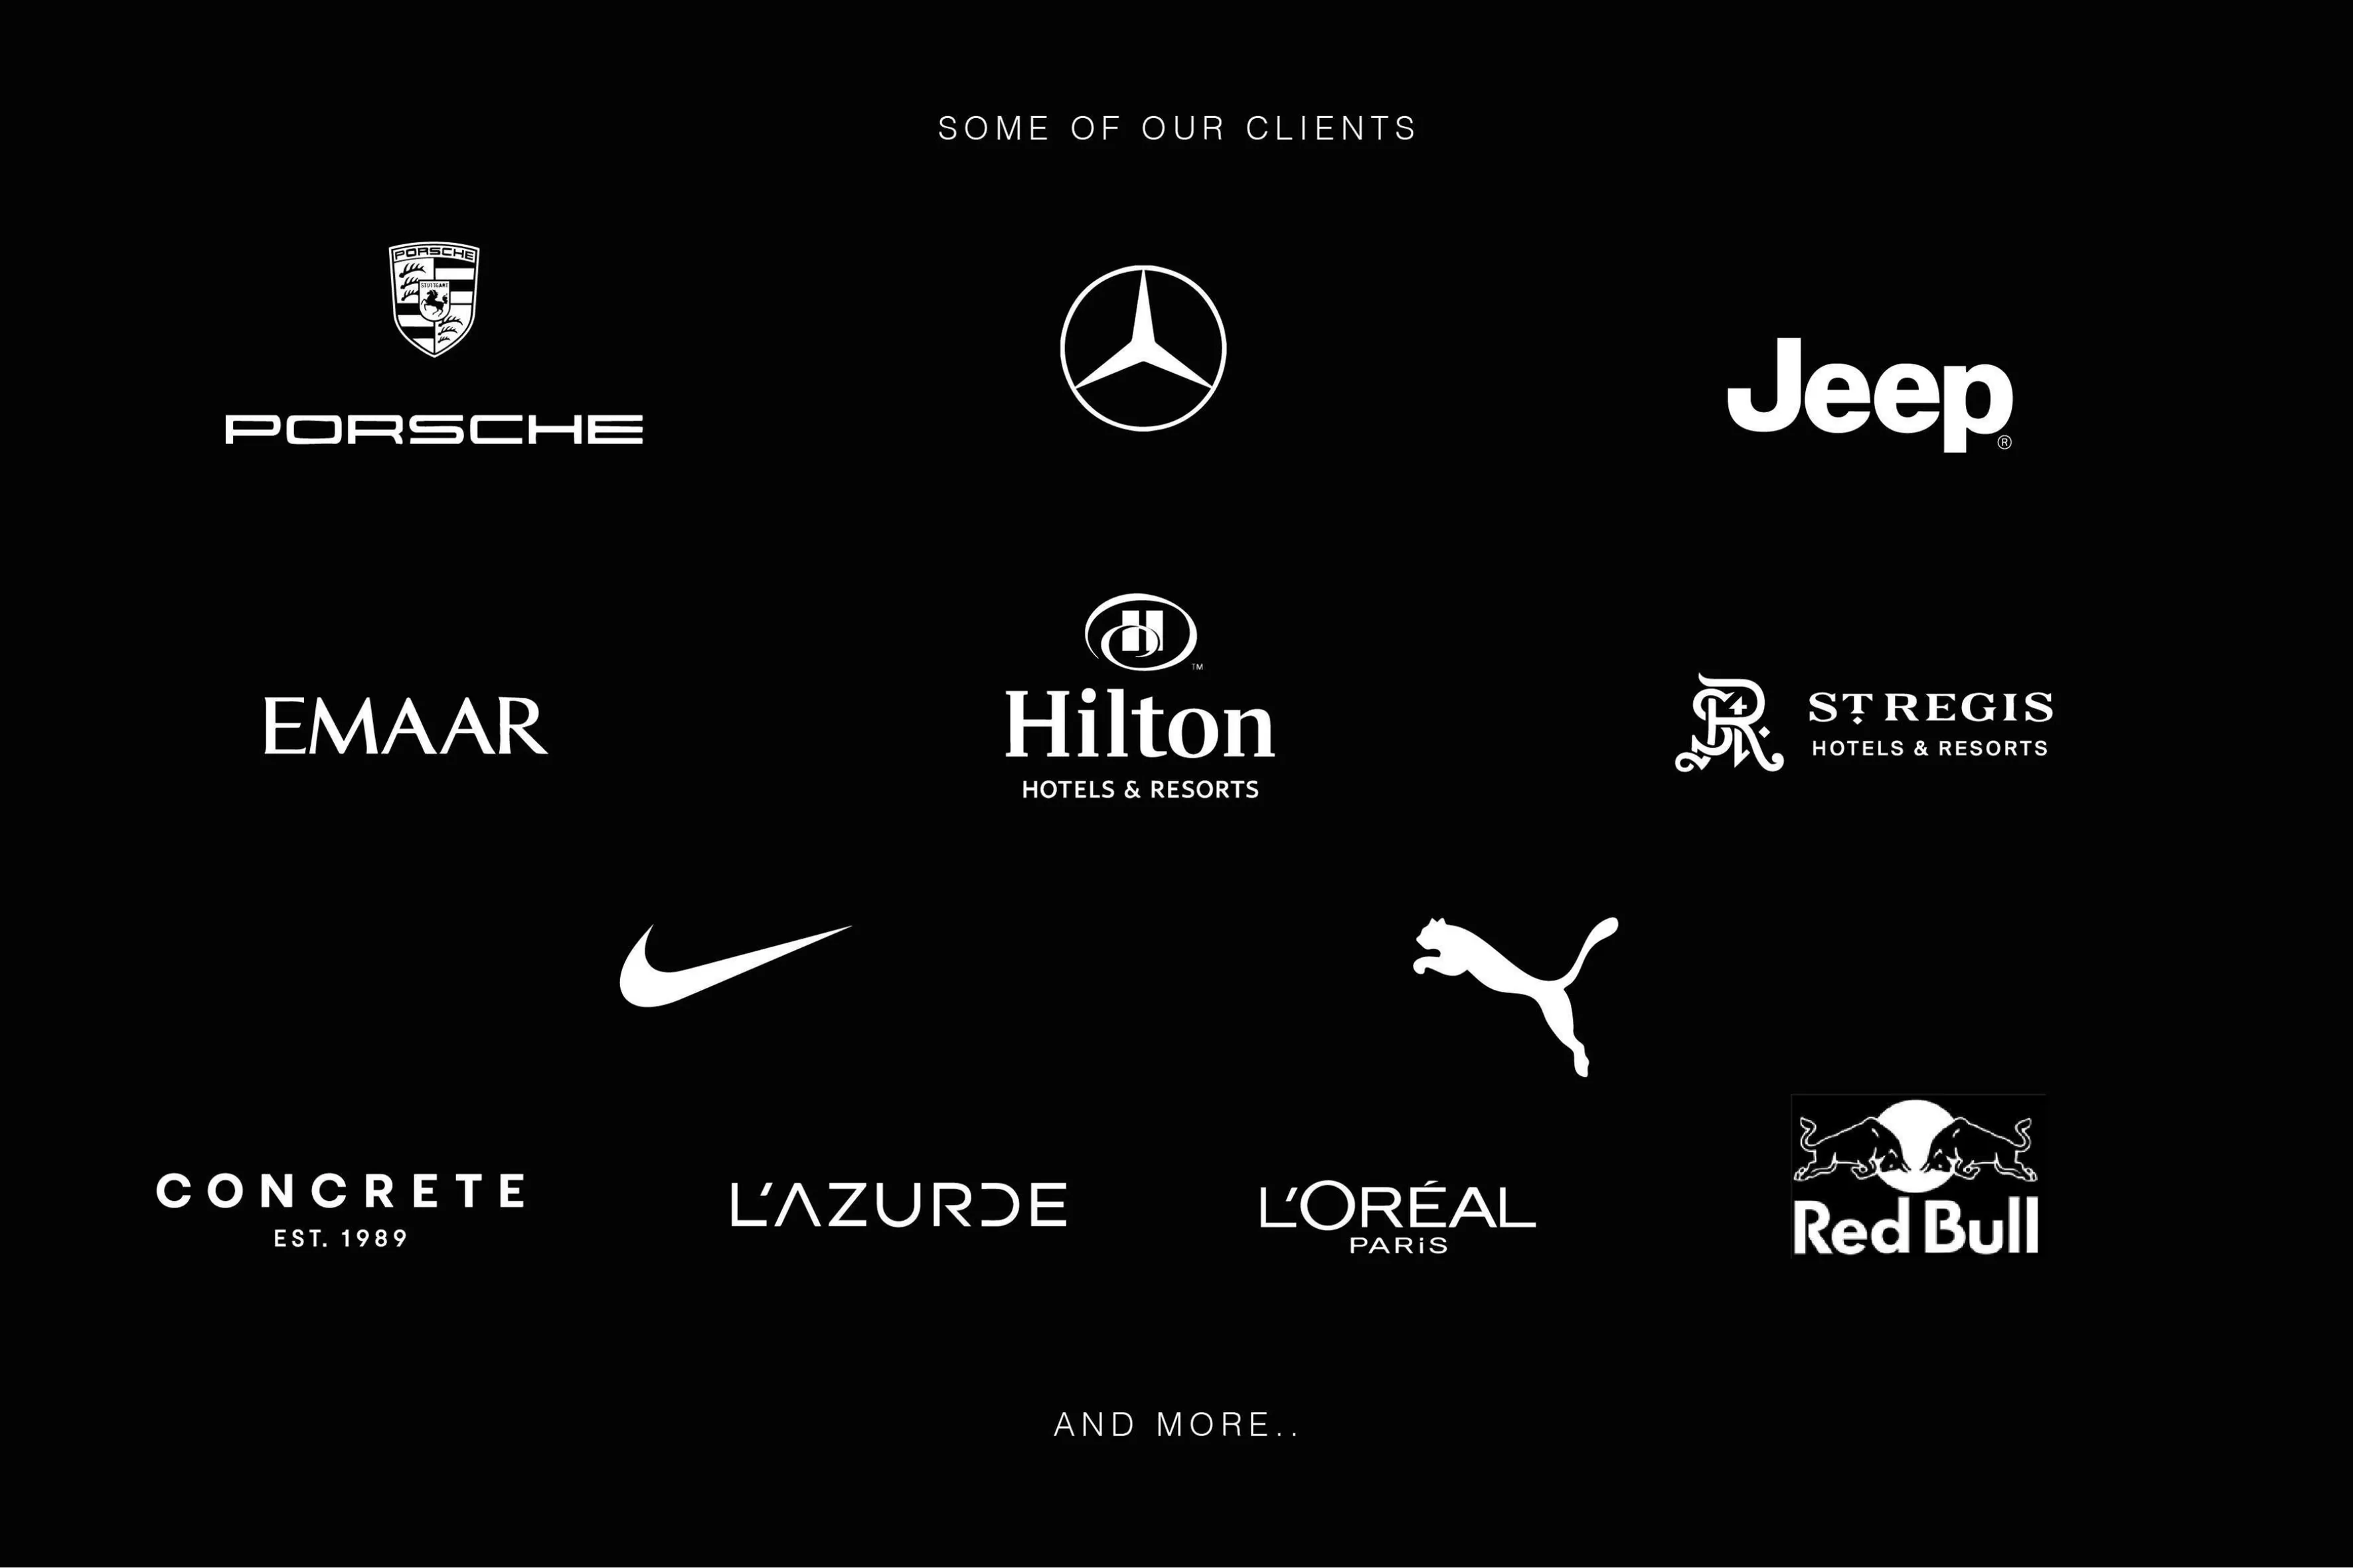 SOME OF OUR CLIENTS
PORSCHE
STUTTGART
PORSCHE
Jeep®
EMAAR
H
™
Hilton
HOTELS & RESORTS
ST REGIS
HOTELS & RESORTS
CONCRETE
EST. 1989
L'AZURDE
L'ORÉAL
PARiS
Red Bull
AND MORE..